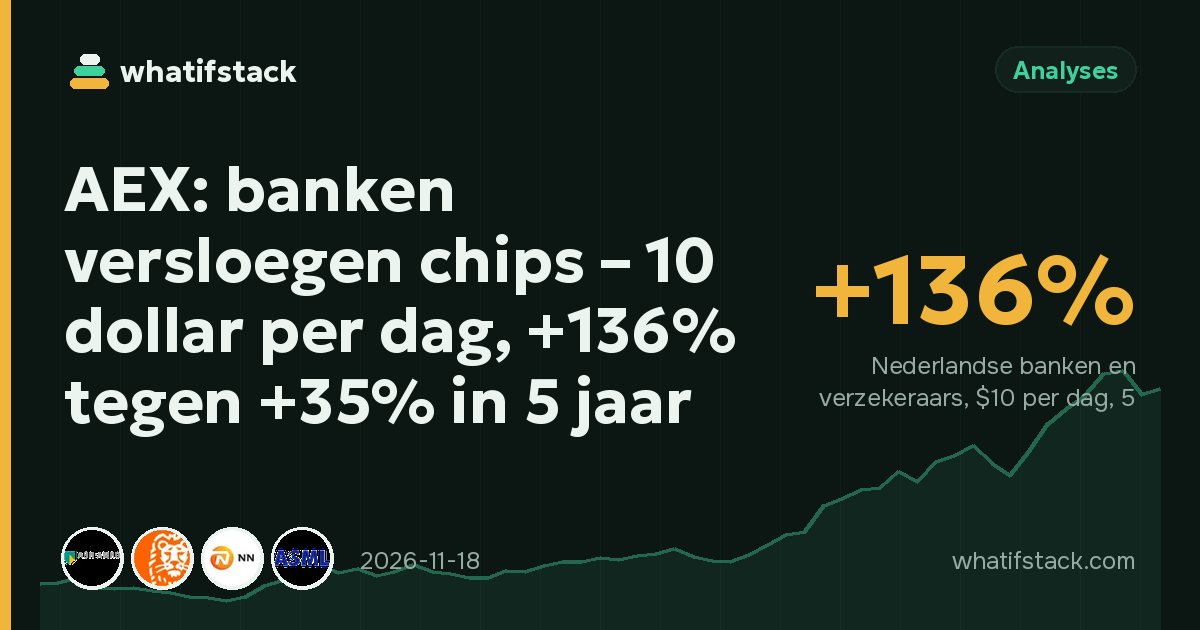 whatifstack
Analyses
AEX: banken
versloegen chips – 10
dollar per dag, +136%
tegen +35% in 5 jaar
+136%
Nederlandse banken en
verzekeraars, $10 per dag, 5
NN
ASML
2026-11-18
whatifstack.com